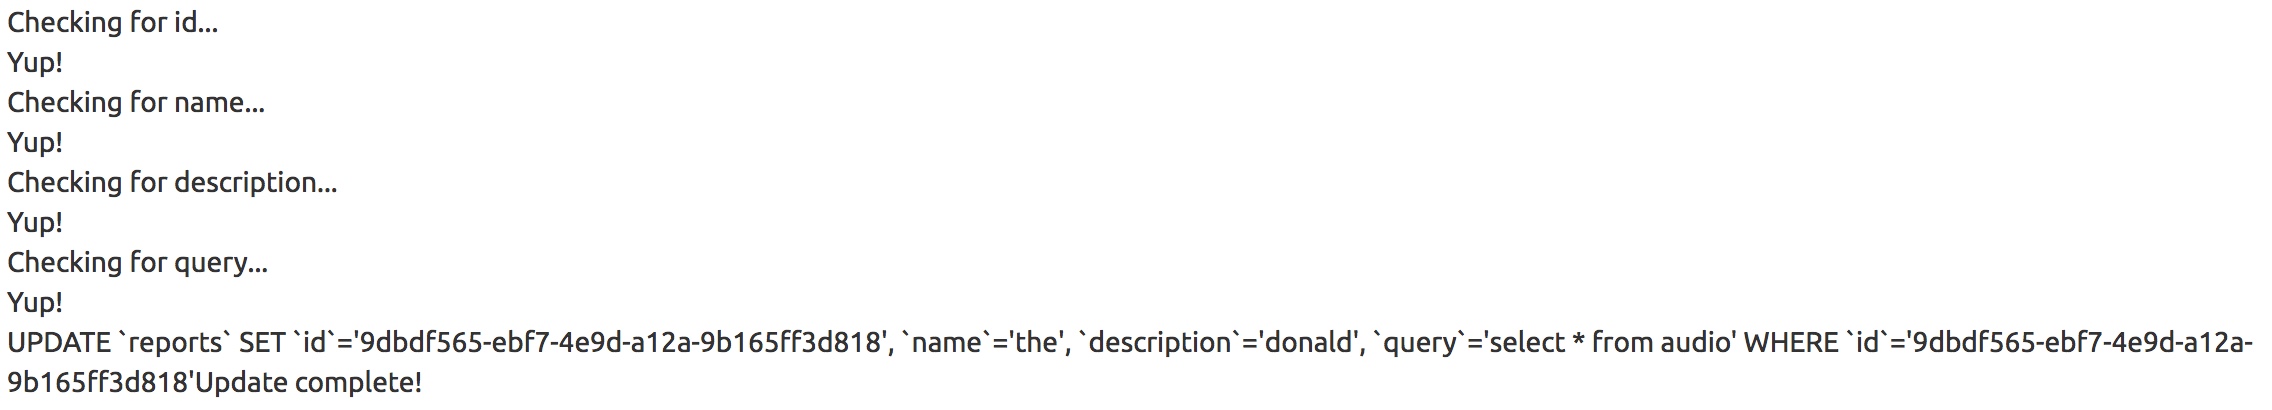 Checking for id...
Yup!
Checking for name...
Yup!
Checking for description...
Yup!
Checking for query...
Yup!
UPDATE `reports` SET `id`='9dbdf565-ebf7-4e9d-a12a-9b165ff3d818', `name`='the', `description`='donald', `query`='select * from audio' WHERE `id`='9dbdf565-ebf7-4e9d-a12a-
9b165ff3d818'Update complete!